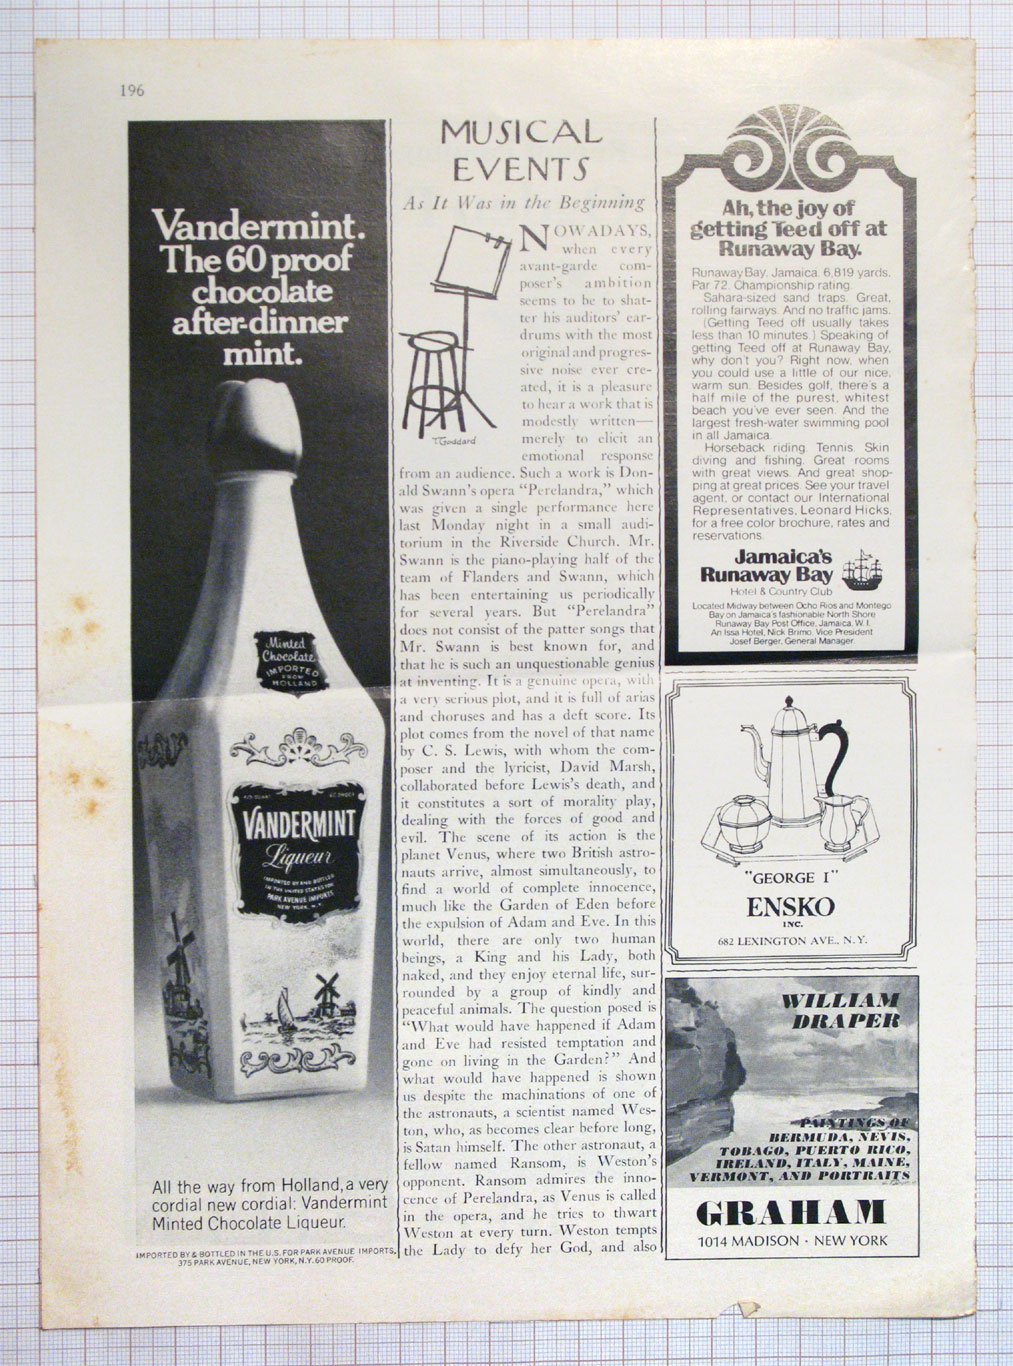 196
Vandermint.
The 60 proof
chocolate
after-dinner
mint.
Minted
Chocolate
IMPORTED
FROM
HOLLAND
VANDERMINT
Liqueur
IMPORTED BY AND BOTTLED
IN THE UNITED STATES FOR
PARK AVENUE IMPORTS
NEW YORK, N.Y.
All the way from Holland, a very
cordial new cordial: Vandermint
Minted Chocolate Liqueur.
IMPORTED BY & BOTTLED IN THE U.S. FOR PARK AVENUE IMPORTS,
375 PARK AVENUE, NEW YORK, N.Y. 60 PROOF.
MUSICAL
EVENTS
As It Was in the Beginning
T. Goddard
NOWADAYS,
when every
avant-garde com-
poser's ambition
seems to be to shat-
ter his auditors' ear-
drums with the most
original and progres-
sive noise ever cre-
ated, it is a pleasure
to hear a work that is
modestly written—
merely to elicit an
emotional response
from an audience. Such a work is Don-
ald Swann's opera "Perelandra," which
was given a single performance here
last Monday night in a small audi-
torium in the Riverside Church. Mr.
Swann is the piano-playing half of the
team of Flanders and Swann, which
has been entertaining us periodically
for several years. But "Perelandra"
does not consist of the patter songs that
Mr. Swann is best known for, and
that he is such an unquestionable genius
at inventing. It is a genuine opera, with
a very serious plot, and it is full of arias
and choruses and has a deft score. Its
plot comes from the novel of that name
by C. S. Lewis, with whom the com-
poser and the lyricist, David Marsh,
collaborated before Lewis's death, and
it constitutes a sort of morality play,
dealing with the forces of good and
evil. The scene of its action is the
planet Venus, where two British astro-
nauts arrive, almost simultaneously, to
find a world of complete innocence,
much like the Garden of Eden before
the expulsion of Adam and Eve. In this
world, there are only two human
beings, a King and his Lady, both
naked, and they enjoy eternal life, sur-
rounded by a group of kindly and
peaceful animals. The question posed is
"What would have happened if Adam
and Eve had resisted temptation and
gone on living in the Garden?" And
what would have happened is shown
us despite the machinations of one of
the astronauts, a scientist named Wes-
ton, who, as becomes clear before long,
is Satan himself. The other astronaut, a
fellow named Ransom, is Weston's
opponent. Ransom admires the inno-
cence of Perelandra, as Venus is called
in the opera, and he tries to thwart
Weston at every turn. Weston tempts
the Lady to defy her God, and also
Ah, the joy of
getting Teed off at
Runaway Bay.
Runaway Bay. Jamaica. 6,819 yards.
Par 72. Championship rating.
Sahara-sized sand traps. Great,
rolling fairways. And no traffic jams.
(Getting Teed off usually takes
less than 10 minutes.) Speaking of
getting Teed off at Runaway Bay,
why don't you? Right now, when
you could use a little of our nice,
warm sun. Besides golf, there's a
half mile of the purest, whitest
beach you've ever seen. And the
largest fresh-water swimming pool
in all Jamaica.
Horseback riding. Tennis. Skin
diving and fishing. Great rooms
with great views. And great shop-
ping at great prices. See your travel
agent, or contact our International
Representatives, Leonard Hicks,
for a free color brochure, rates and
reservations.
Jamaica's
Runaway Bay
Hotel & Country Club
Located Midway between Ocho Rios and Montego
Bay on Jamaica's fashionable North Shore
Runaway Bay Post Office, Jamaica, W. I.
An Issa Hotel, Nick Brimo, Vice President
Josef Berger, General Manager
"GEORGE I"
ENSKO
INC.
682 LEXINGTON AVE., N.Y.
WILLIAM
DRAPER
PAINTINGS OF
BERMUDA, NEVIS,
TOBAGO, PUERTO RICO,
IRELAND, ITALY, MAINE,
VERMONT, AND PORTRAITS
GRAHAM
1014 MADISON · NEW YORK